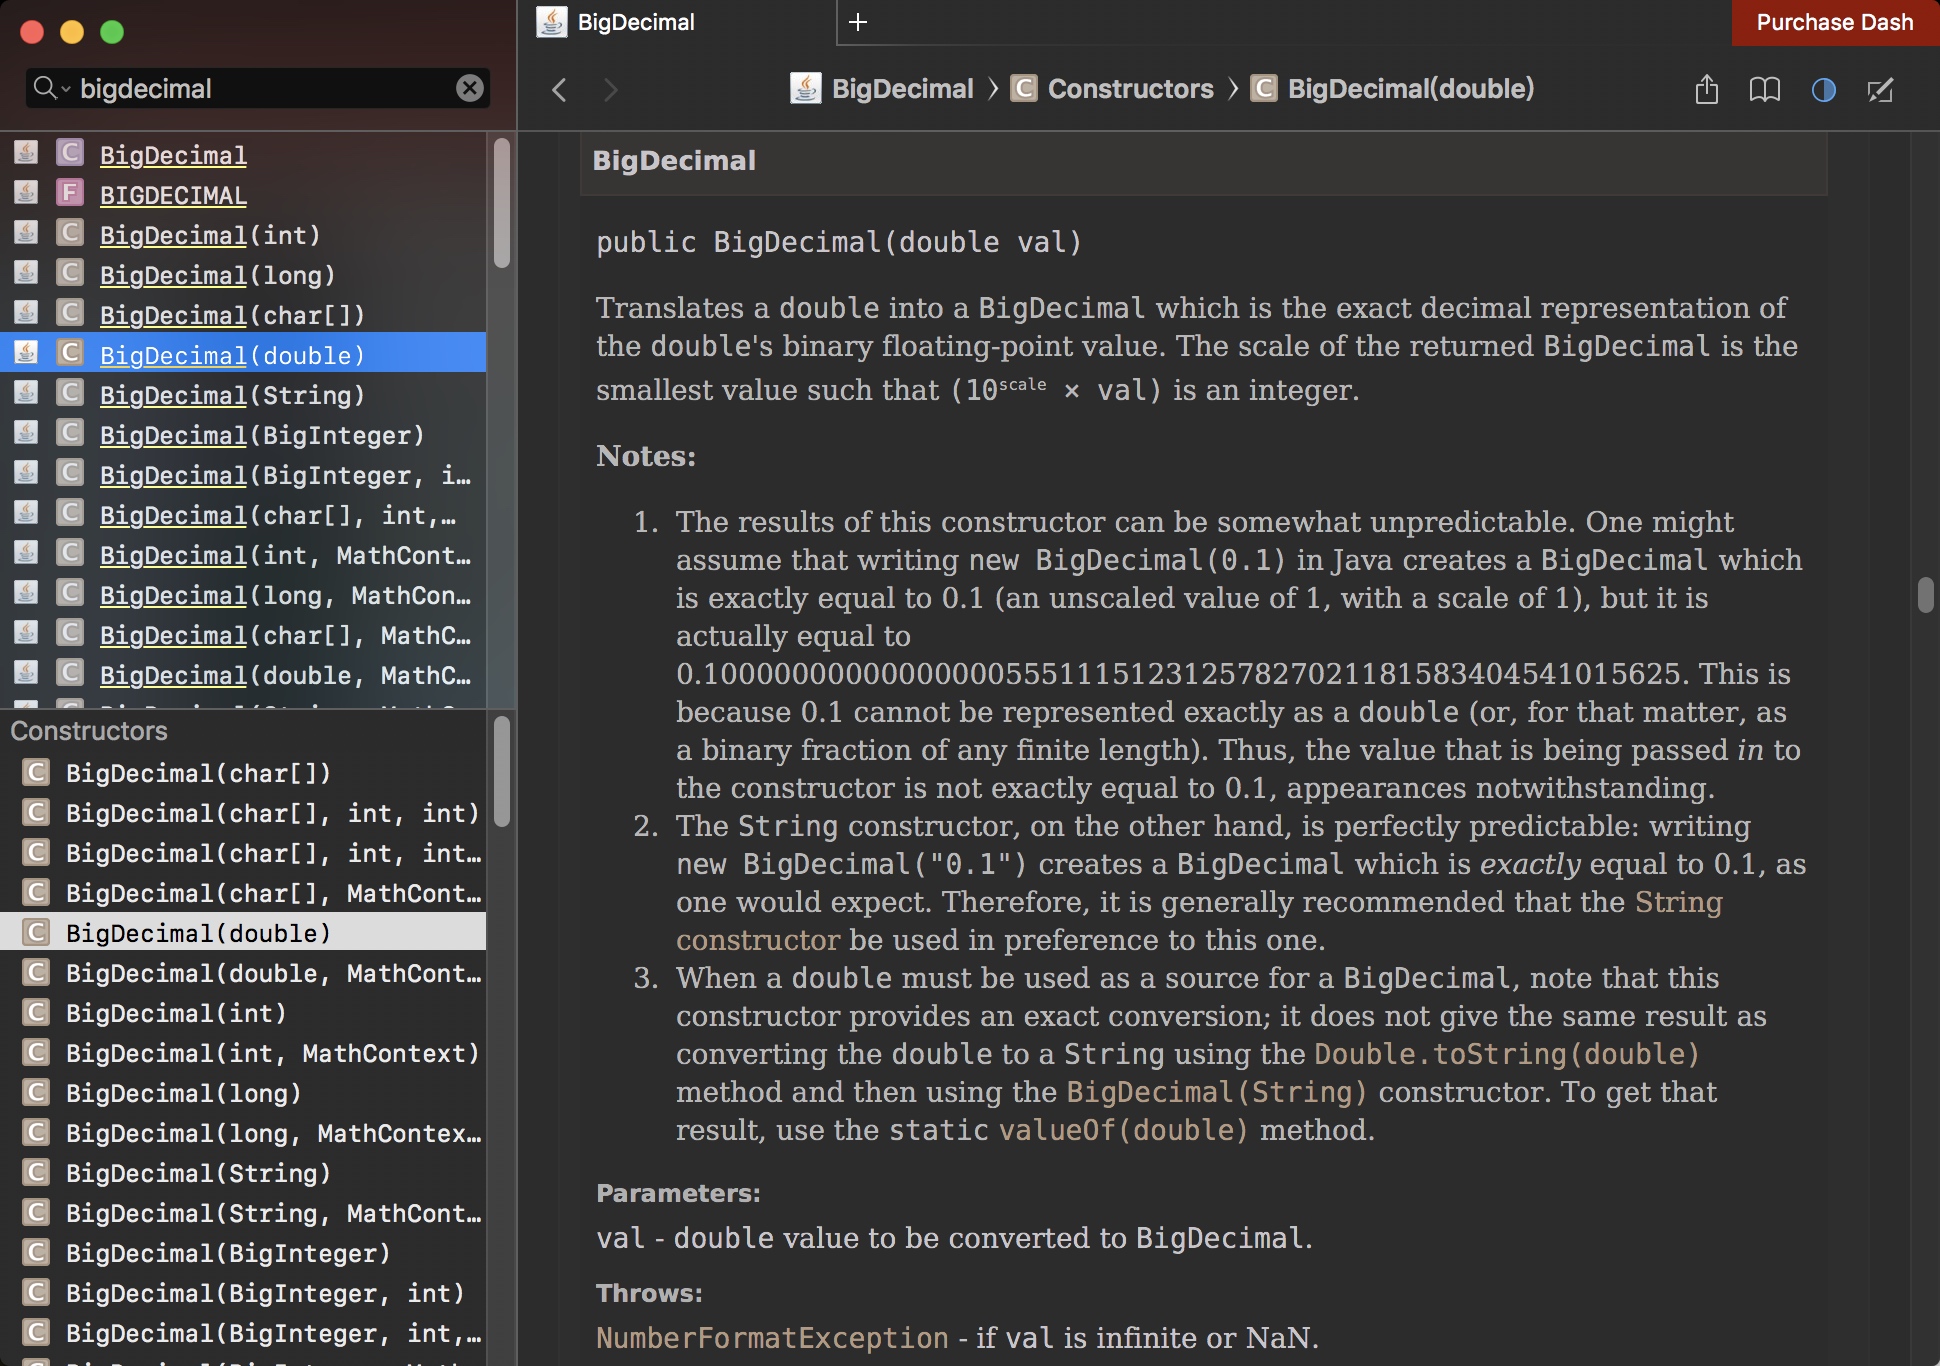 BigDecimal
Purchase Dash
bigdecimal
BigDecimal
Constructors
BigDecimal(double)
C BigDecimal
F BIGDECIMAL
C BigDecimal(int)
C BigDecimal(long)
C BigDecimal(char[])
C BigDecimal(double)
C BigDecimal(String)
C BigDecimal(BigInteger)
C BigDecimal(BigInteger, i…
C BigDecimal(char[], int,…
C BigDecimal(int, MathCont…
C BigDecimal(long, MathCon…
C BigDecimal(char[], MathC…
C BigDecimal(double, MathC…
Constructors
C BigDecimal(char[])
C BigDecimal(char[], int, int)
C BigDecimal(char[], int, int…
C BigDecimal(char[], MathCont…
C BigDecimal(double)
C BigDecimal(double, MathCont…
C BigDecimal(int)
C BigDecimal(int, MathContext)
C BigDecimal(long)
C BigDecimal(long, MathContex…
C BigDecimal(String)
C BigDecimal(String, MathCont…
C BigDecimal(BigInteger)
C BigDecimal(BigInteger, int)
C BigDecimal(BigInteger, int,…
BigDecimal
public BigDecimal(double val)
Translates a double into a BigDecimal which is the exact decimal representation of
the double's binary floating-point value. The scale of the returned BigDecimal is the
smallest value such that (10scale × val) is an integer.
Notes:
1. The results of this constructor can be somewhat unpredictable. One might
assume that writing new BigDecimal(0.1) in Java creates a BigDecimal which
is exactly equal to 0.1 (an unscaled value of 1, with a scale of 1), but it is
actually equal to
0.1000000000000000055511151231257827021181583404541015625. This is
because 0.1 cannot be represented exactly as a double (or, for that matter, as
a binary fraction of any finite length). Thus, the value that is being passed in to
the constructor is not exactly equal to 0.1, appearances notwithstanding.
2. The String constructor, on the other hand, is perfectly predictable: writing
new BigDecimal("0.1") creates a BigDecimal which is exactly equal to 0.1, as
one would expect. Therefore, it is generally recommended that the String
constructor be used in preference to this one.
3. When a double must be used as a source for a BigDecimal, note that this
constructor provides an exact conversion; it does not give the same result as
converting the double to a String using the Double.toString(double)
method and then using the BigDecimal(String) constructor. To get that
result, use the static valueOf(double) method.
Parameters:
val - double value to be converted to BigDecimal.
Throws:
NumberFormatException - if val is infinite or NaN.